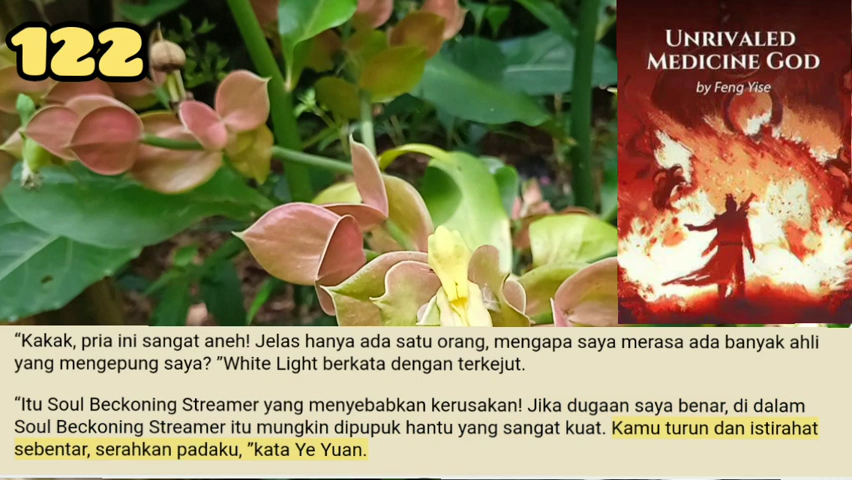 122
UNRIVALED
MEDICINE GOD
by Feng Yise
“Kakak, pria ini sangat aneh! Jelas hanya ada satu orang, mengapa saya merasa ada banyak ahli
yang mengepung saya? ”White Light berkata dengan terkejut.
“Itu Soul Beckoning Streamer yang menyebabkan kerusakan! Jika dugaan saya benar, di dalam
Soul Beckoning Streamer itu mungkin dipupuk hantu yang sangat kuat. Kamu turun dan istirahat
sebentar, serahkan padaku, ”kata Ye Yuan.